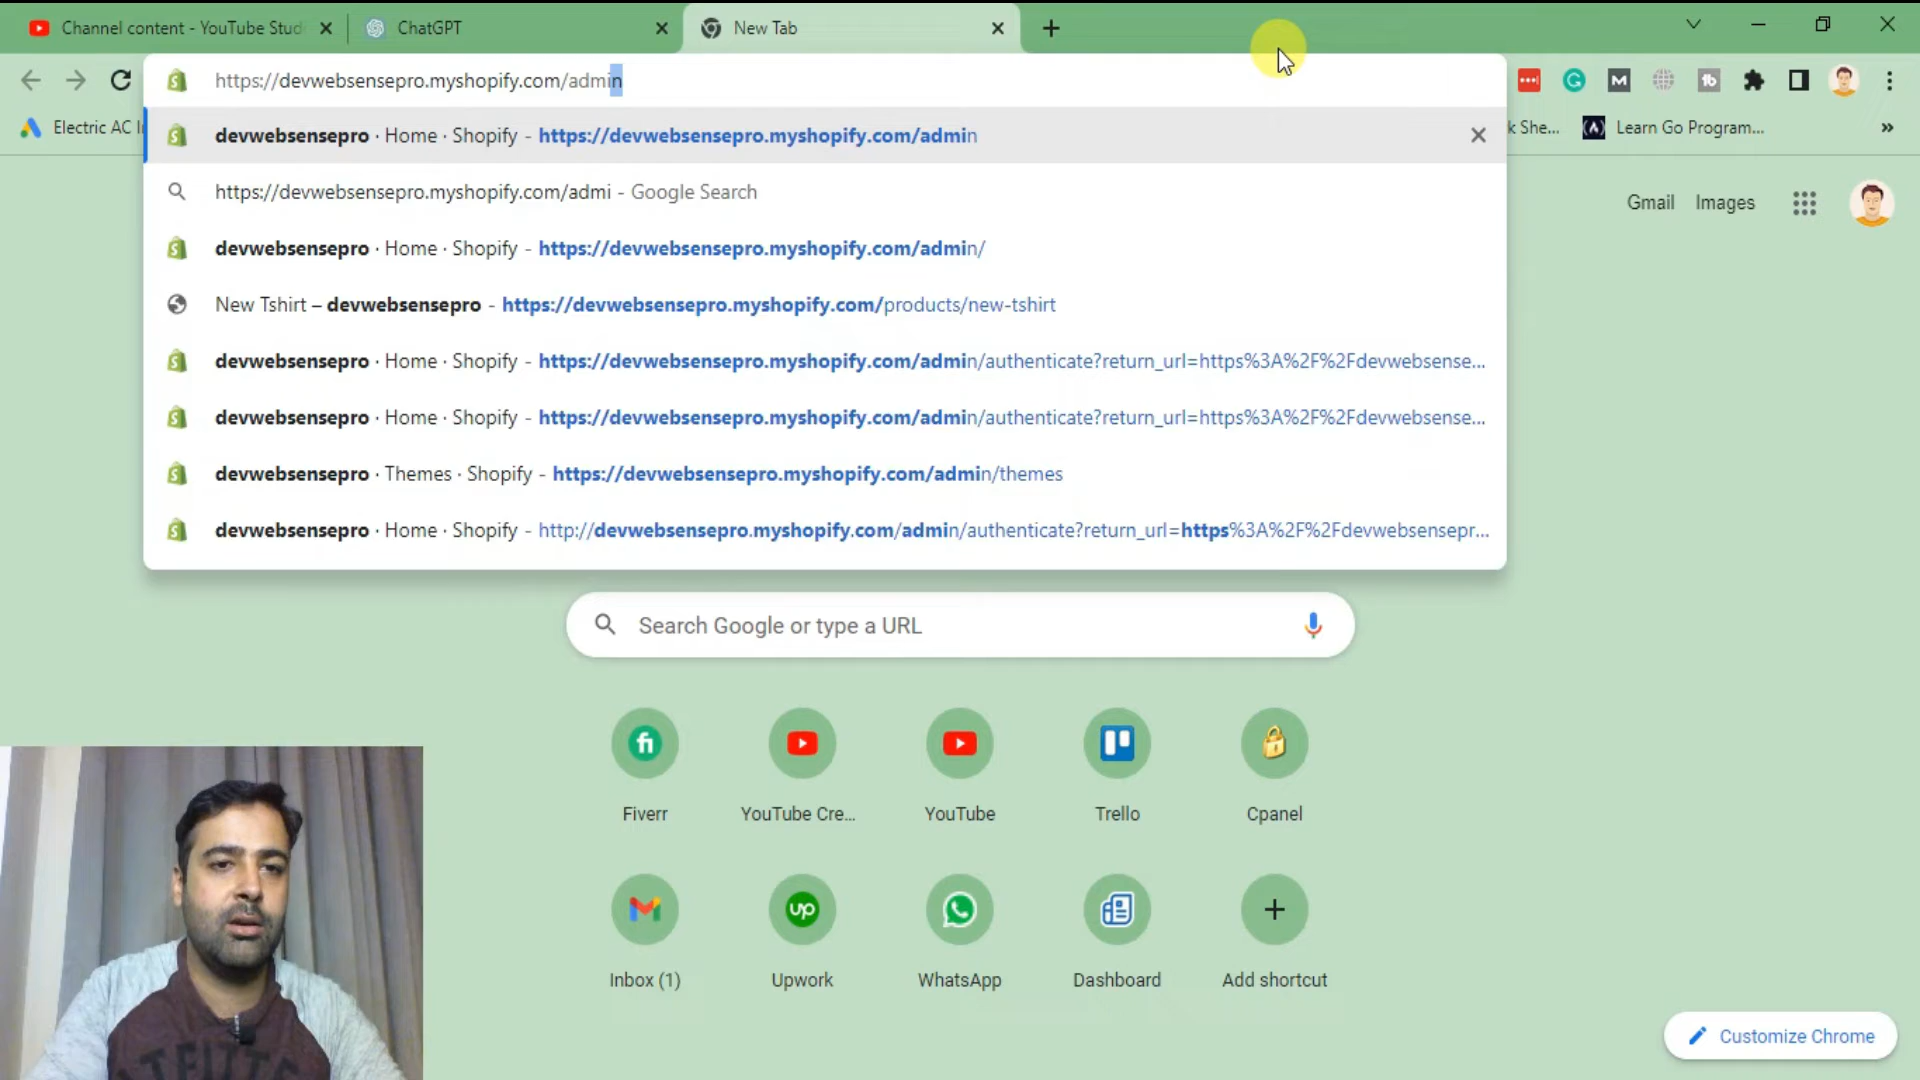 Channel content - YouTube Stud
ChatGPT
New Tab
https://devwebsensepro.myshopify.com/admin
Electric AC I
k She...
Learn Go Program...
devwebsensepro · Home · Shopify - https://devwebsensepro.myshopify.com/admin
https://devwebsensepro.myshopify.com/admi - Google Search
devwebsensepro · Home · Shopify - https://devwebsensepro.myshopify.com/admin/
New Tshirt – devwebsensepro - https://devwebsensepro.myshopify.com/products/new-tshirt
devwebsensepro · Home · Shopify - https://devwebsensepro.myshopify.com/admin/authenticate?return_url=https%3A%2F%2Fdevwebsense...
devwebsensepro · Home · Shopify - https://devwebsensepro.myshopify.com/admin/authenticate?return_url=https%3A%2F%2Fdevwebsense...
devwebsensepro · Themes · Shopify - https://devwebsensepro.myshopify.com/admin/themes
devwebsensepro · Home · Shopify - http://devwebsensepro.myshopify.com/admin/authenticate?return_url=https%3A%2F%2Fdevwebsensepr...
Gmail Images
Search Google or type a URL
Fiverr
YouTube Cre...
YouTube
Trello
Cpanel
Inbox (1)
Upwork
WhatsApp
Dashboard
Add shortcut
Customize Chrome